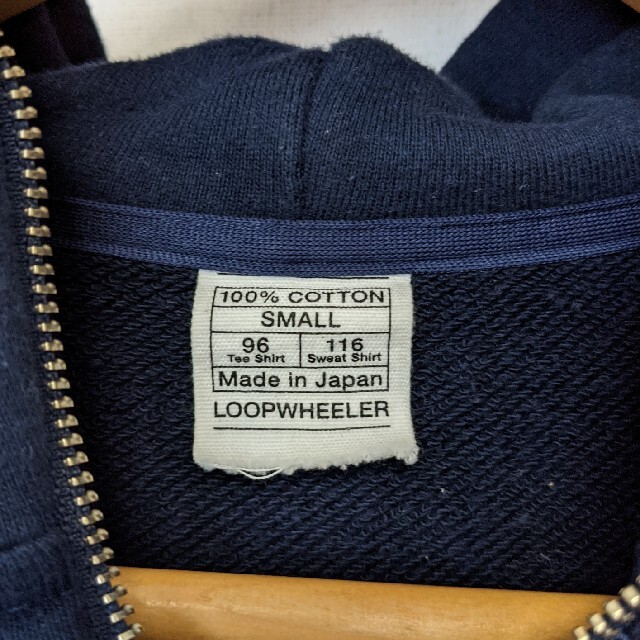 100% COTTON
SMALL
96 116
Tee Shirt Sweat Shirt
Made in Japan
LOOPWHEELER